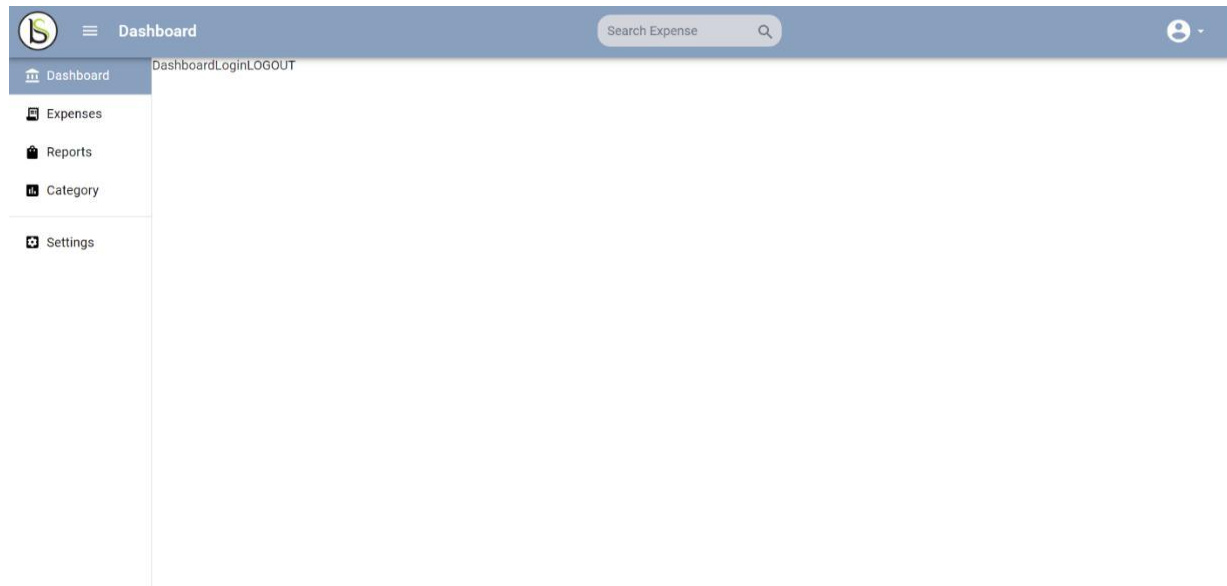 Dashboard
Search Expense
Dashboard
DashboardLoginLOGOUT
Expenses
Reports
Category
Settings